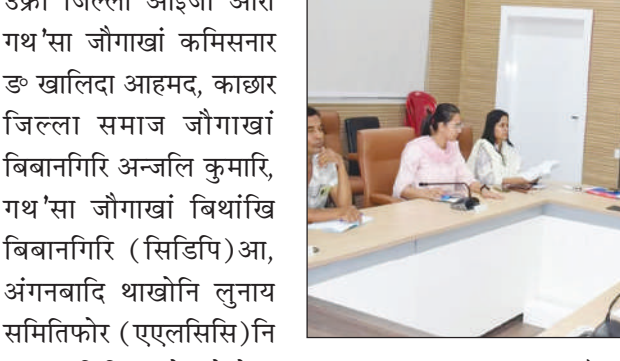 जिल्ला आइजो आरो
गथ'सा जौगाखां कमिसनार
ड॰ खालिदा आहमद, काछार
जिल्ला समाज जौगाखां
बिबानगिरि अन्जलि कुमारि,
गथ'सा जौगाखां बिथांखि
बिबानगिरि (सिडिपि)आ,
अंगनबादि थाखोनि लुनाय
समितिफोर (एएलसिसि)नि